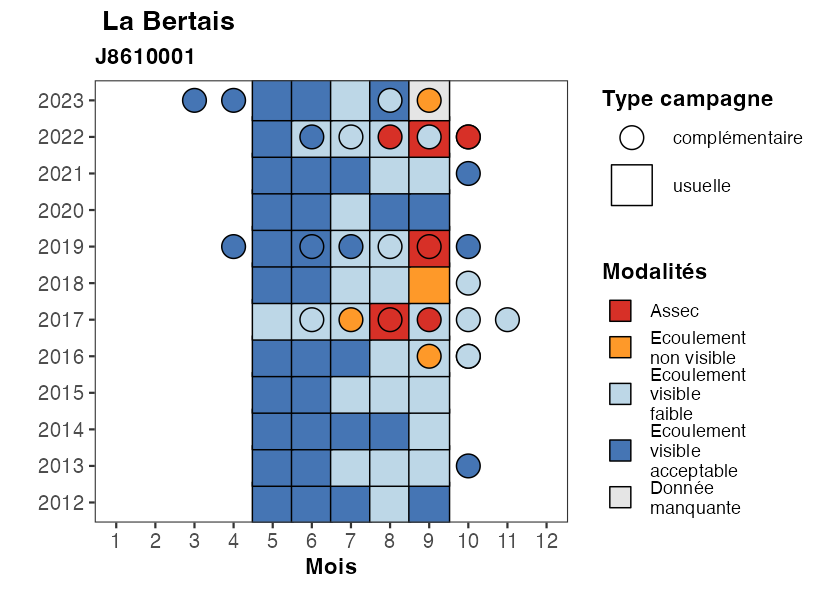 La Bertais
J8610001
2023
2022
2021
2020
2019
2018
2017
2016
2015
2014
2013
2012
1 2 3 4 5 6 7 8 9 10 11 12
Mois
Type campagne
complémentaire
usuelle
Modalités
Assec
Ecoulement
non visible
Ecoulement
visible
faible
Ecoulement
visible
acceptable
Donnée
manquante